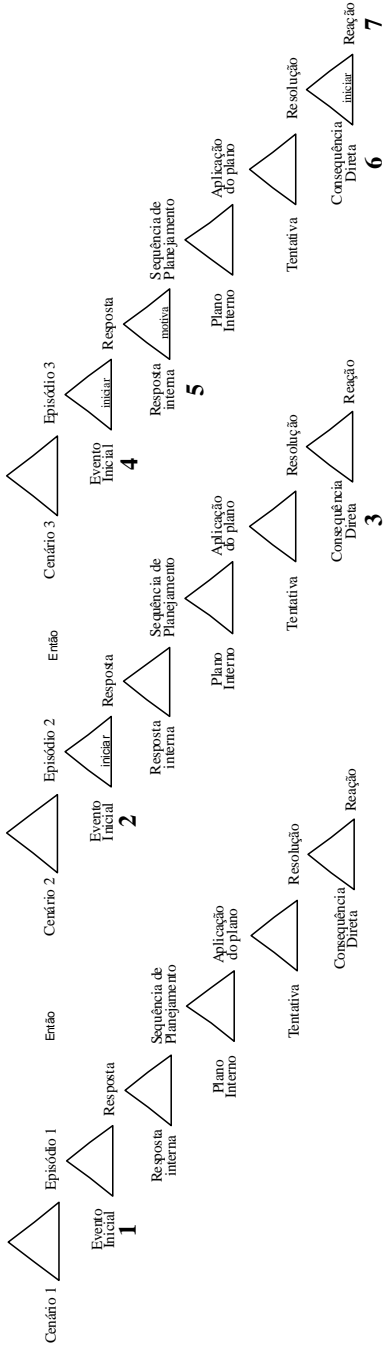 Cenário 1
Episódio 1
Evento
Inicial
1
Resposta
Resposta
interna
Sequência de
Planejamento
Plano
Interno
Aplicação
do plano
Tentativa
Resolução
Consequência
Direta
Reação
Então
Cenário 2
Episódio 2
iniciar
Evento
Inicial
2
Resposta
Resposta
interna
Sequência de
Planejamento
Plano
Interno
Aplicação
do plano
Tentativa
Resolução
Consequência
Direta
3
Reação
Então
Cenário 3
Episódio 3
iniciar
Evento
Inicial
4
Resposta
motiva
Resposta
interna
5
Sequência de
Planejamento
Plano
Interno
Aplicação
do plano
Tentativa
Resolução
iniciar
Consequência
Direta
6
Reação
7